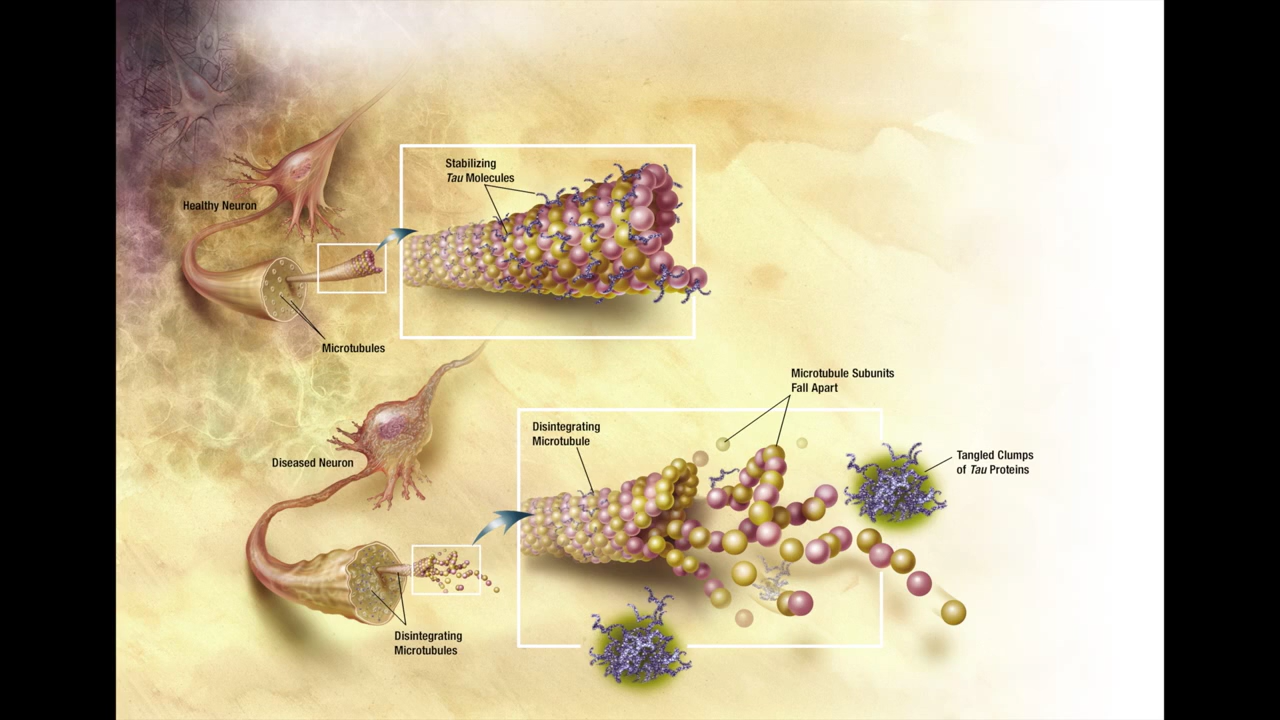 Stabilizing
Tau Molecules
Healthy Neuron
Microtubules
Microtubule Subunits
Fall Apart
Disintegrating
Microtubule
Diseased Neuron
Tangled Clumps
of Tau Proteins
Disintegrating
Microtubules